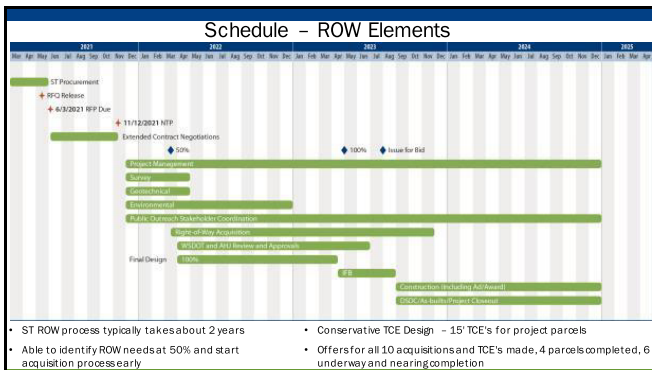 Schedule – ROW Elements
2021 2022 2023 2024 2025
Mar Apr May Jun Jul Aug Sep Oct Nov Dec Jan Feb Mar Apr May Jun Jul Aug Sep Oct Nov Dec Jan Feb Mar Apr May Jun Jul Aug Sep Oct Nov Dec Jan Feb Mar Apr May Jun Jul Aug Sep Oct Nov Dec Jan Feb Mar Apr
ST Procurement
RFQ Release
6/3/2021 RFP Due
11/12/2021 NTP
Extended Contract Negotiations
50% 100% Issue for Bid
Project Management
Survey
Geotechnical
Environmental
Public Outreach Stakeholder Coordination
Right-of-Way Acquisition
WSDOT and AHJ Review and Approvals
Final Design 100%
IFB
Construction (Including Ad/Award)
DSDC/As-builts/Project Closeout
• ST ROW process typically takes about 2 years
• Able to identify ROW needs at 50% and start
acquisition process early
• Conservative TCE Design – 15' TCE's for project parcels
• Offers for all 10 acquisitions and TCE's made, 4 parcels completed, 6
underway and nearing completion